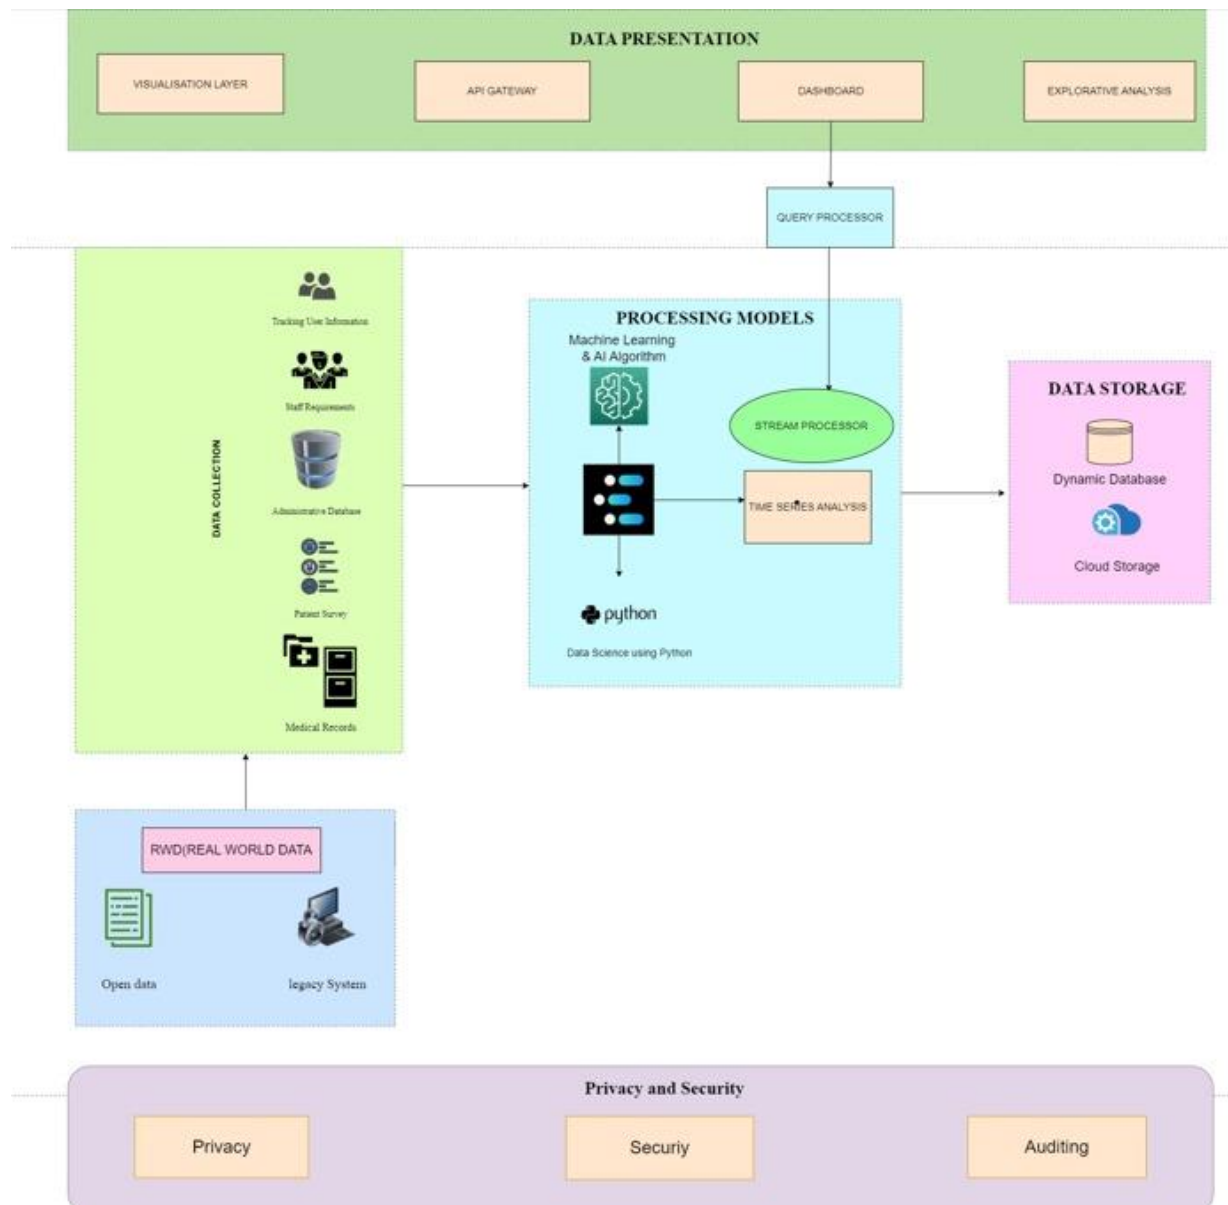 DATA PRESENTATION
VISUALISATION LAYER
API GATEWAY
DASHBOARD
EXPLORATIVE ANALYSIS
QUERY PROCESSOR
DATA COLLECTION
Tracking User Information
Staff Requirements
Administrative Database
Patient Survey
Medical Records
PROCESSING MODELS
Machine Learning
& AI Algorithm
STREAM PROCESSOR
TIME SERIES ANALYSIS
python
Data Science using Python
DATA STORAGE
Dynamic Database
Cloud Storage
RWD(REAL WORLD DATA
Open data
legacy System
Privacy and Security
Privacy
Securiy
Auditing